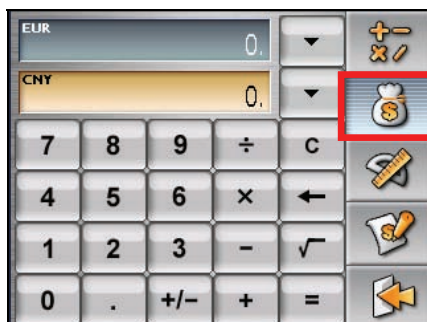 EUR
0.
CNY
0.
7 8 9 ÷ C
4 5 6 × ←
1 2 3 − √
0 . +/− + =